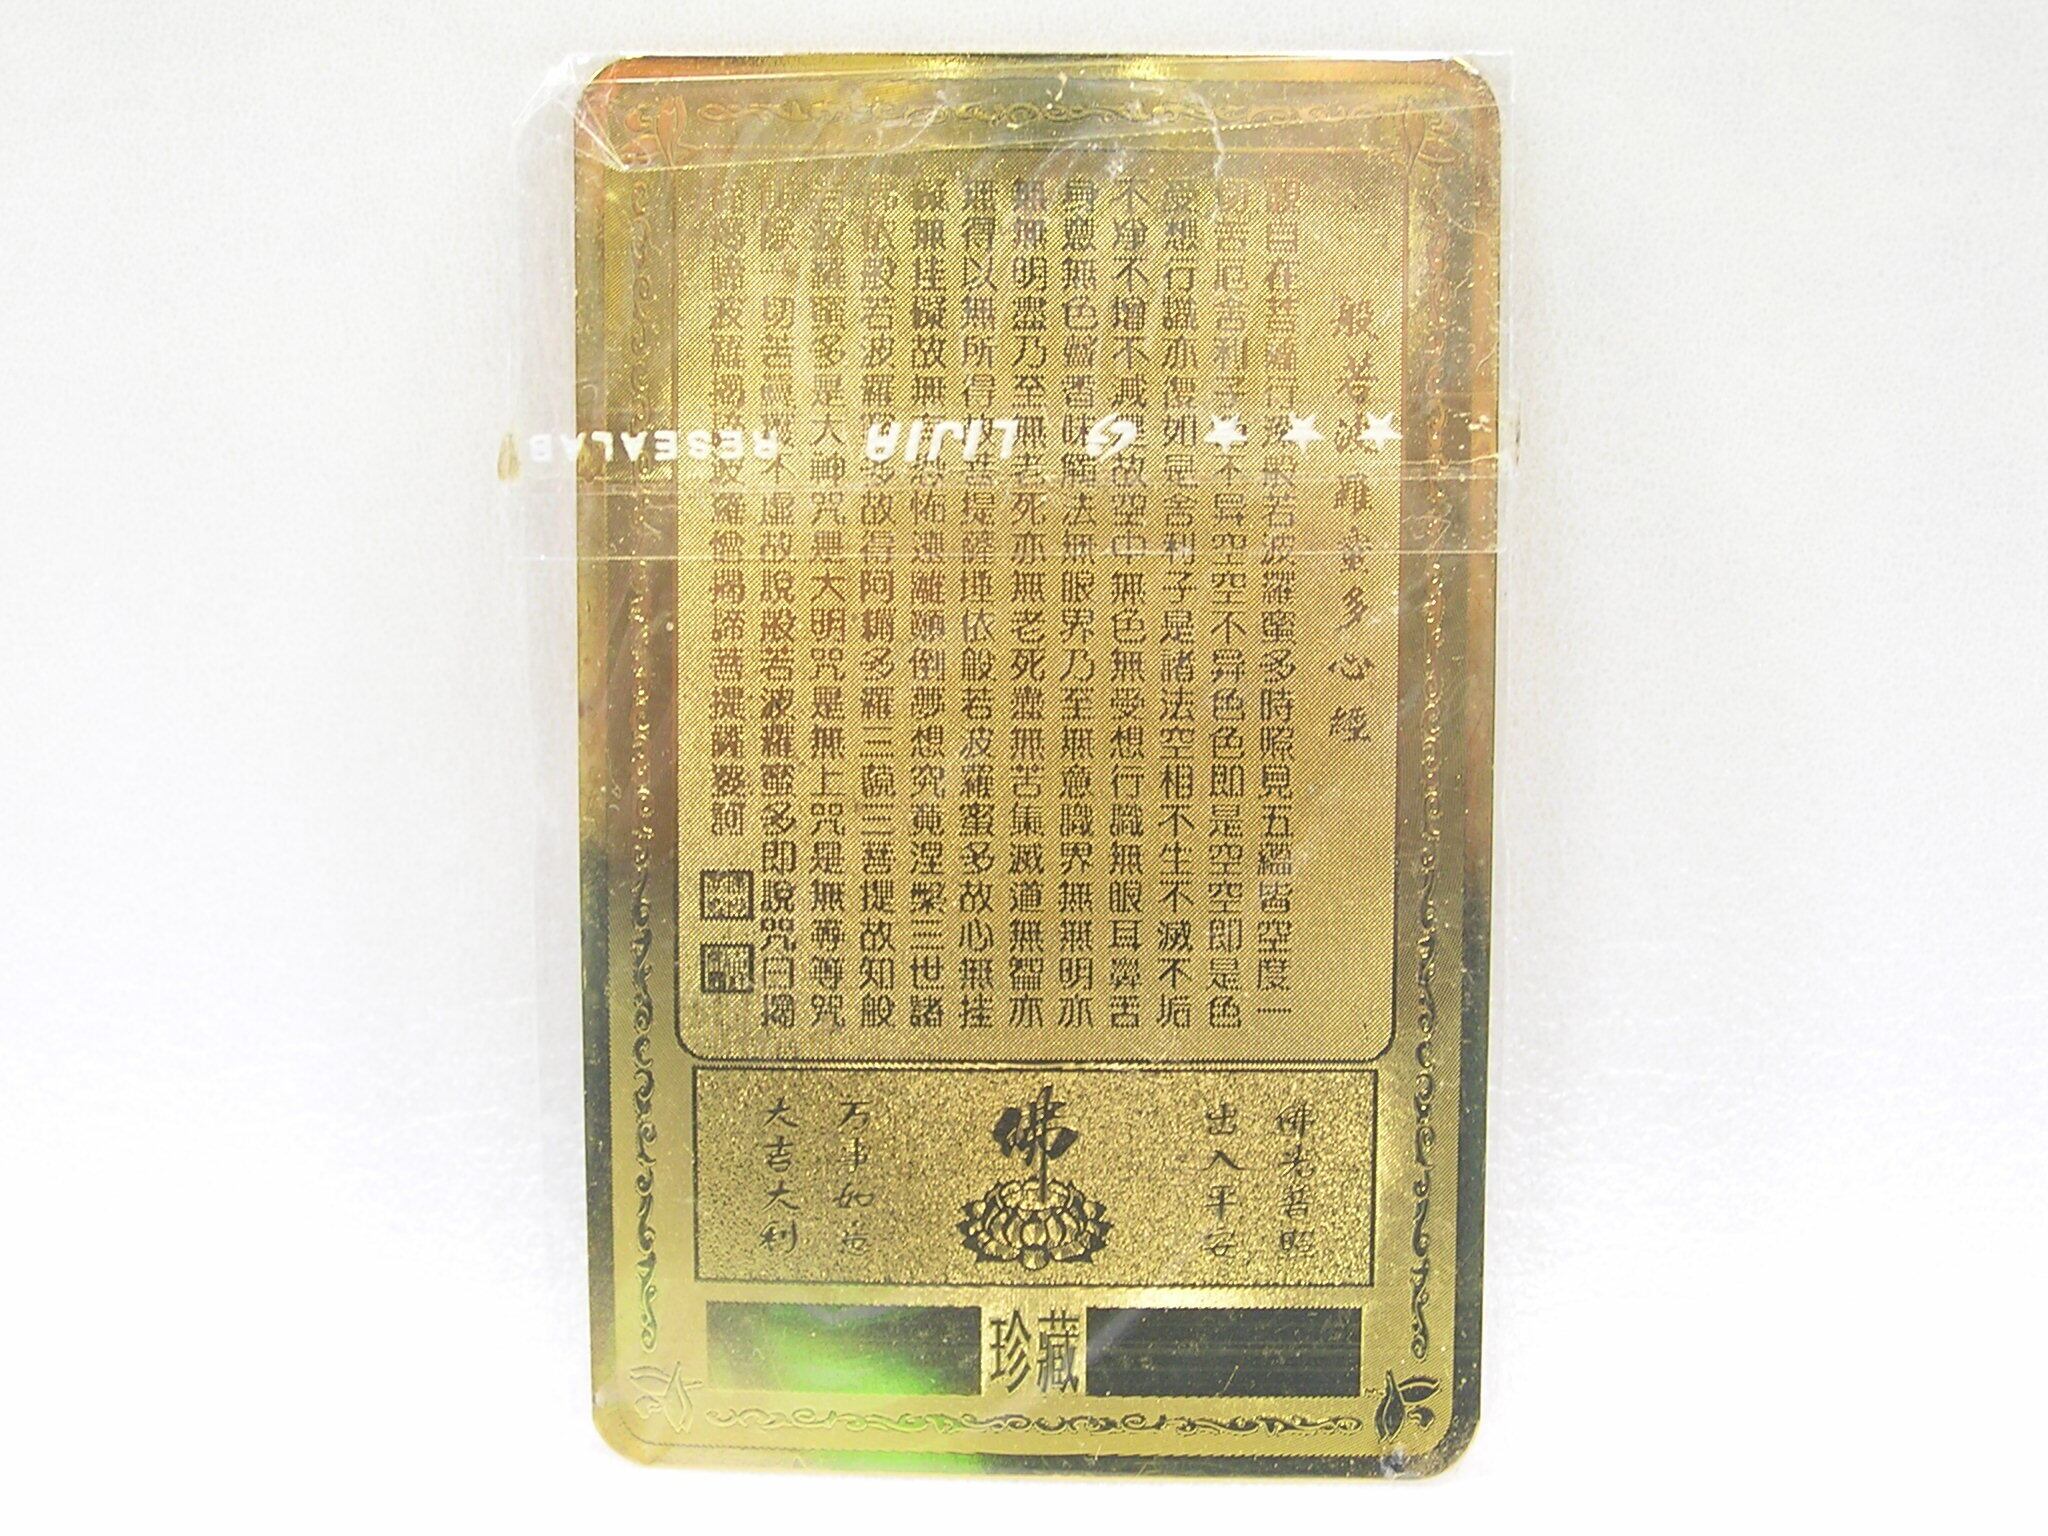 般若波羅蜜多心經
觀自在菩薩行深般若波羅蜜多時照見五蘊皆空度一
切苦厄舍利子色不異空空不異色色即是空空即是色
受想行識亦復如是舍利子是諸法空相不生不滅不垢
不淨不增不減是故空中無色無受想行識無眼耳鼻舌
身意無色聲香味觸法無眼界乃至無意識界無無明亦
無無明盡乃至無老死亦無老死盡無苦集滅道無智亦
無得以無所得故菩提薩埵依般若波羅蜜多故心無挂
礙無挂礙故無有恐怖遠離顛倒夢想究竟涅槃三世諸
佛依般若波羅蜜多故得阿耨多羅三藐三菩提故知般
若波羅蜜多是大神咒是大明咒是無上咒是無等等咒
能除一切苦真實不虛故說般若波羅蜜多即說咒曰揭
諦揭諦波羅揭諦波羅僧揭諦菩提薩婆訶
★★★ LIJIA RESEALAB
佛光普照
出入平安
佛
万事如意
大吉大利
珍藏